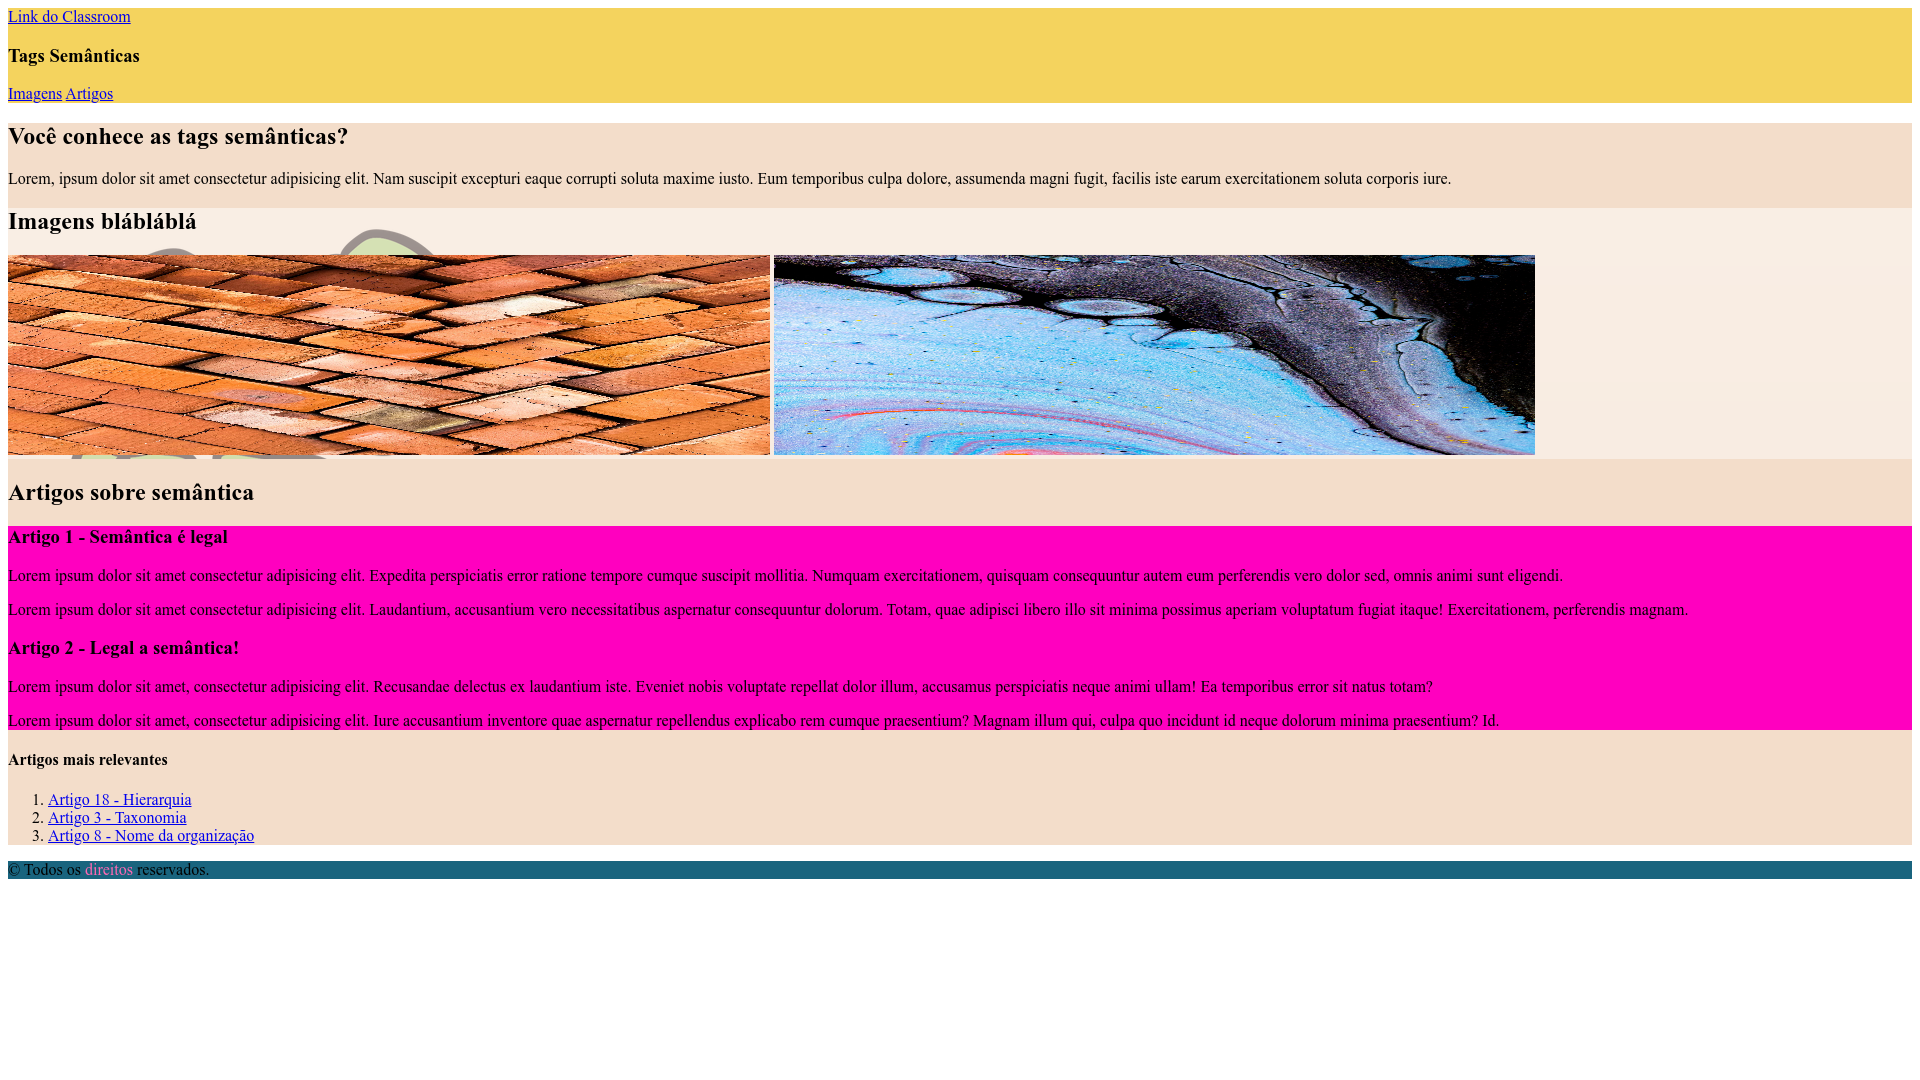 Link do Classroom
Tags Semânticas
Imagens Artigos
Você conhece as tags semânticas?
Lorem, ipsum dolor sit amet consectetur adipisicing elit. Nam suscipit excepturi eaque corrupti soluta maxime iusto. Eum temporibus culpa dolore, assumenda magni fugit, facilis iste earum exercitationem soluta corporis iure.
Imagens blábláblá
Artigos sobre semântica
Artigo 1 - Semântica é legal
Lorem ipsum dolor sit amet consectetur adipisicing elit. Expedita perspiciatis error ratione tempore cumque suscipit mollitia. Numquam exercitationem, quisquam consequuntur autem eum perferendis vero dolor sed, omnis animi sunt eligendi.
Lorem ipsum dolor sit amet consectetur adipisicing elit. Laudantium, accusantium vero necessitatibus aspernatur consequuntur dolorum. Totam, quae adipisci libero illo sit minima possimus aperiam voluptatum fugiat itaque! Exercitationem, perferendis magnam.
Artigo 2 - Legal a semântica!
Lorem ipsum dolor sit amet, consectetur adipisicing elit. Recusandae delectus ex laudantium iste. Eveniet nobis voluptate repellat dolor illum, accusamus perspiciatis neque animi ullam! Ea temporibus error sit natus totam?
Lorem ipsum dolor sit amet, consectetur adipisicing elit. Iure accusantium inventore quae aspernatur repellendus explicabo rem cumque praesentium? Magnam illum qui, culpa quo incidunt id neque dolorum minima praesentium? Id.
Artigos mais relevantes
1. Artigo 18 - Hierarquia
2. Artigo 3 - Taxonomia
3. Artigo 8 - Nome da organização
© Todos os direitos reservados.